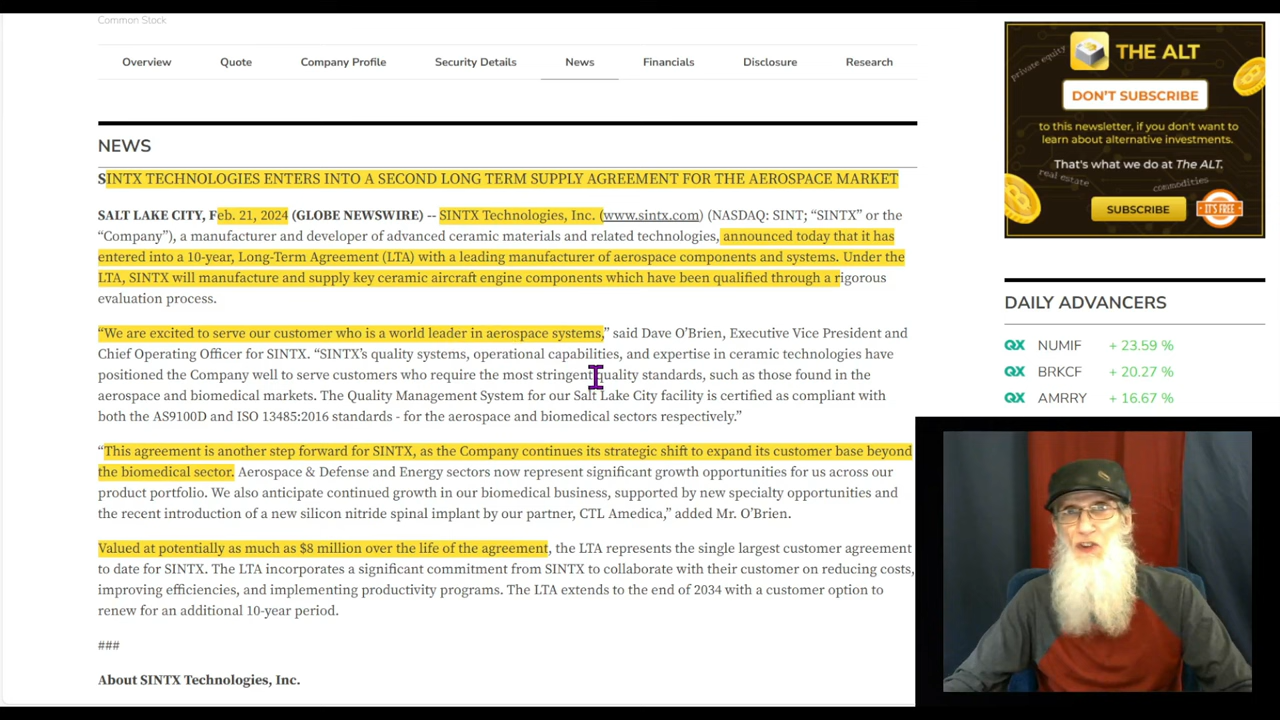 Common Stock
Overview Quote Company Profile Security Details News Financials Disclosure Research
NEWS
SINTX TECHNOLOGIES ENTERS INTO A SECOND LONG TERM SUPPLY AGREEMENT FOR THE AEROSPACE MARKET
SALT LAKE CITY, Feb. 21, 2024 (GLOBE NEWSWIRE) -- SINTX Technologies, Inc. (www.sintx.com) (NASDAQ: SINT; “SINTX” or the
“Company”), a manufacturer and developer of advanced ceramic materials and related technologies, announced today that it has
entered into a 10-year, Long-Term Agreement (LTA) with a leading manufacturer of aerospace components and systems. Under the
LTA, SINTX will manufacture and supply key ceramic aircraft engine components which have been qualified through a rigorous
evaluation process.
“We are excited to serve our customer who is a world leader in aerospace systems,” said Dave O’Brien, Executive Vice President and
Chief Operating Officer for SINTX. “SINTX’s quality systems, operational capabilities, and expertise in ceramic technologies have
positioned the Company well to serve customers who require the most stringent quality standards, such as those found in the
aerospace and biomedical markets. The Quality Management System for our Salt Lake City facility is certified as compliant with
both the AS9100D and ISO 13485:2016 standards - for the aerospace and biomedical sectors respectively.”
“This agreement is another step forward for SINTX, as the Company continues its strategic shift to expand its customer base beyond
the biomedical sector. Aerospace & Defense and Energy sectors now represent significant growth opportunities for us across our
product portfolio. We also anticipate continued growth in our biomedical business, supported by new specialty opportunities and
the recent introduction of a new silicon nitride spinal implant by our partner, CTL Amedica,” added Mr. O’Brien.
Valued at potentially as much as $8 million over the life of the agreement, the LTA represents the single largest customer agreement
to date for SINTX. The LTA incorporates a significant commitment from SINTX to collaborate with their customer on reducing costs,
improving efficiencies, and implementing productivity programs. The LTA extends to the end of 2034 with a customer option to
renew for an additional 10-year period.
###
About SINTX Technologies, Inc.
private equity
THE ALT
DON’T SUBSCRIBE
to this newsletter, if you don't want to
learn about alternative investments.
That's what we do at The ALT.
real estate
commodities
SUBSCRIBE
IT'S FREE
DAILY ADVANCERS
QX NUMIF + 23.59 %
QX BRKCF + 20.27 %
QX AMRRY + 16.67 %